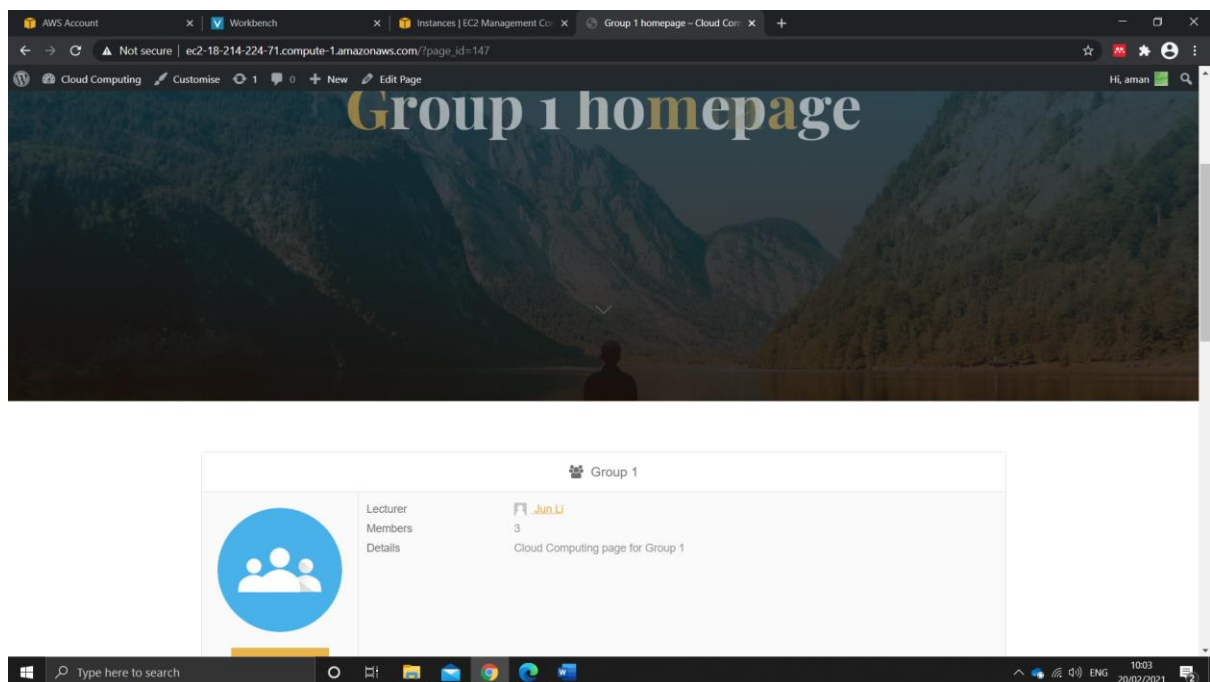 AWS Account
Workbench
Instances | EC2 Management Co
Group 1 homepage – Cloud Com
Not secure | ec2-18-214-224-71.compute-1.amazonaws.com/?page_id=147
Cloud Computing Customise 1 0 New Edit Page Hi, aman
Group 1 homepage
Group 1
Lecturer Jun Li
Members 3
Details Cloud Computing page for Group 1
Type here to search
ENG
10:03
20/02/2021
2